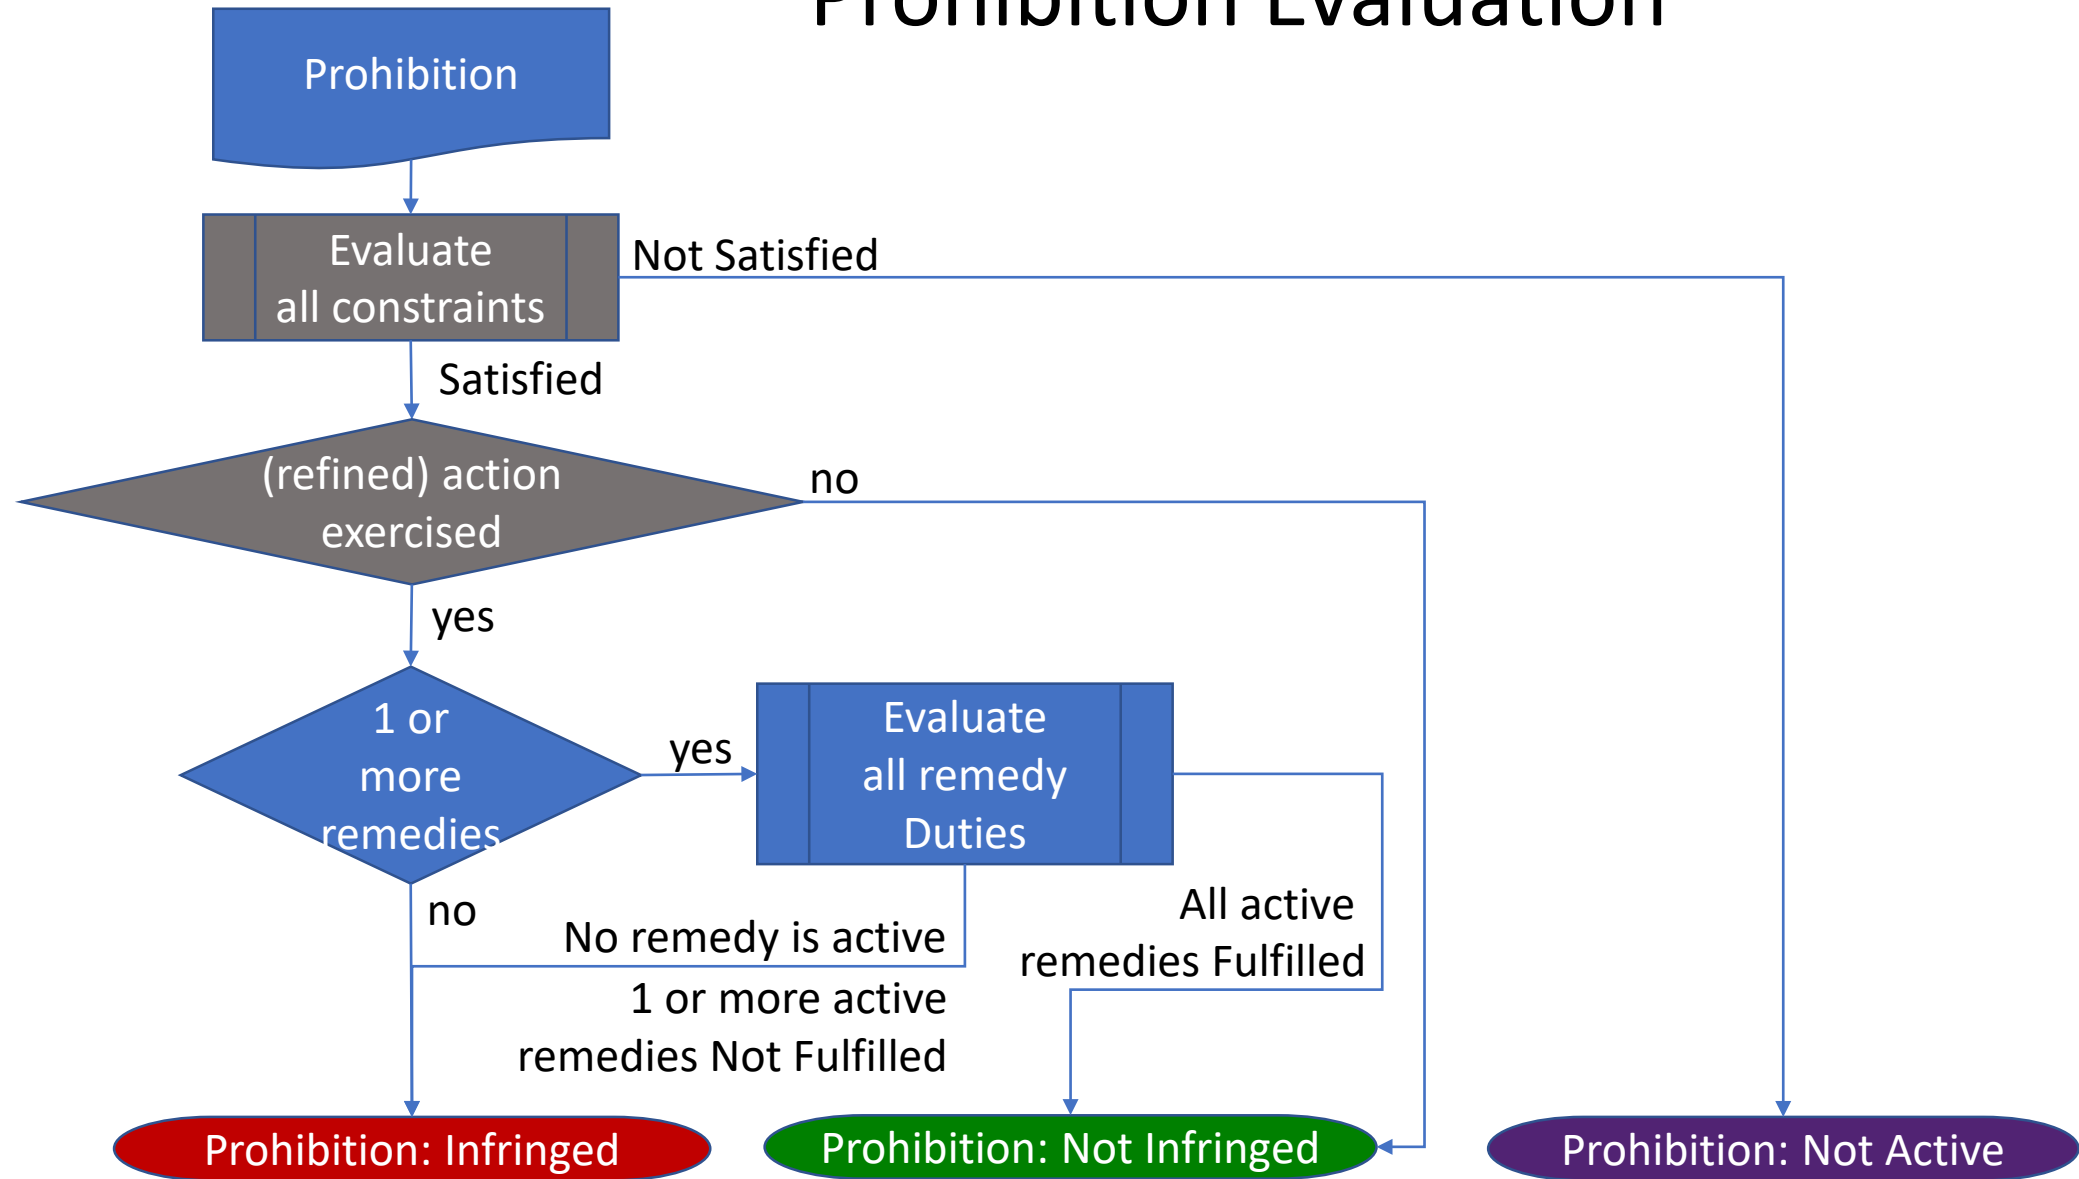 Prohibition Evaluation
Prohibition
Evaluate
all constraints
Not Satisfied
Satisfied
(refined) action
exercised
no
yes
1 or
more
remedies
yes
Evaluate
all remedy
Duties
no
No remedy is active
1 or more active
remedies Not Fulfilled
All active
remedies Fulfilled
Prohibition: Infringed
Prohibition: Not Infringed
Prohibition: Not Active